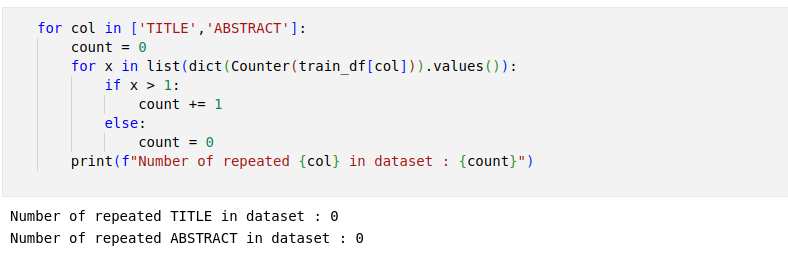 for col in ['TITLE','ABSTRACT']:
    count = 0
    for x in list(dict(Counter(train_df[col])).values()):
        if x > 1:
            count += 1
        else:
            count = 0
    print(f"Number of repeated {col} in dataset : {count}")
Number of repeated TITLE in dataset : 0
Number of repeated ABSTRACT in dataset : 0